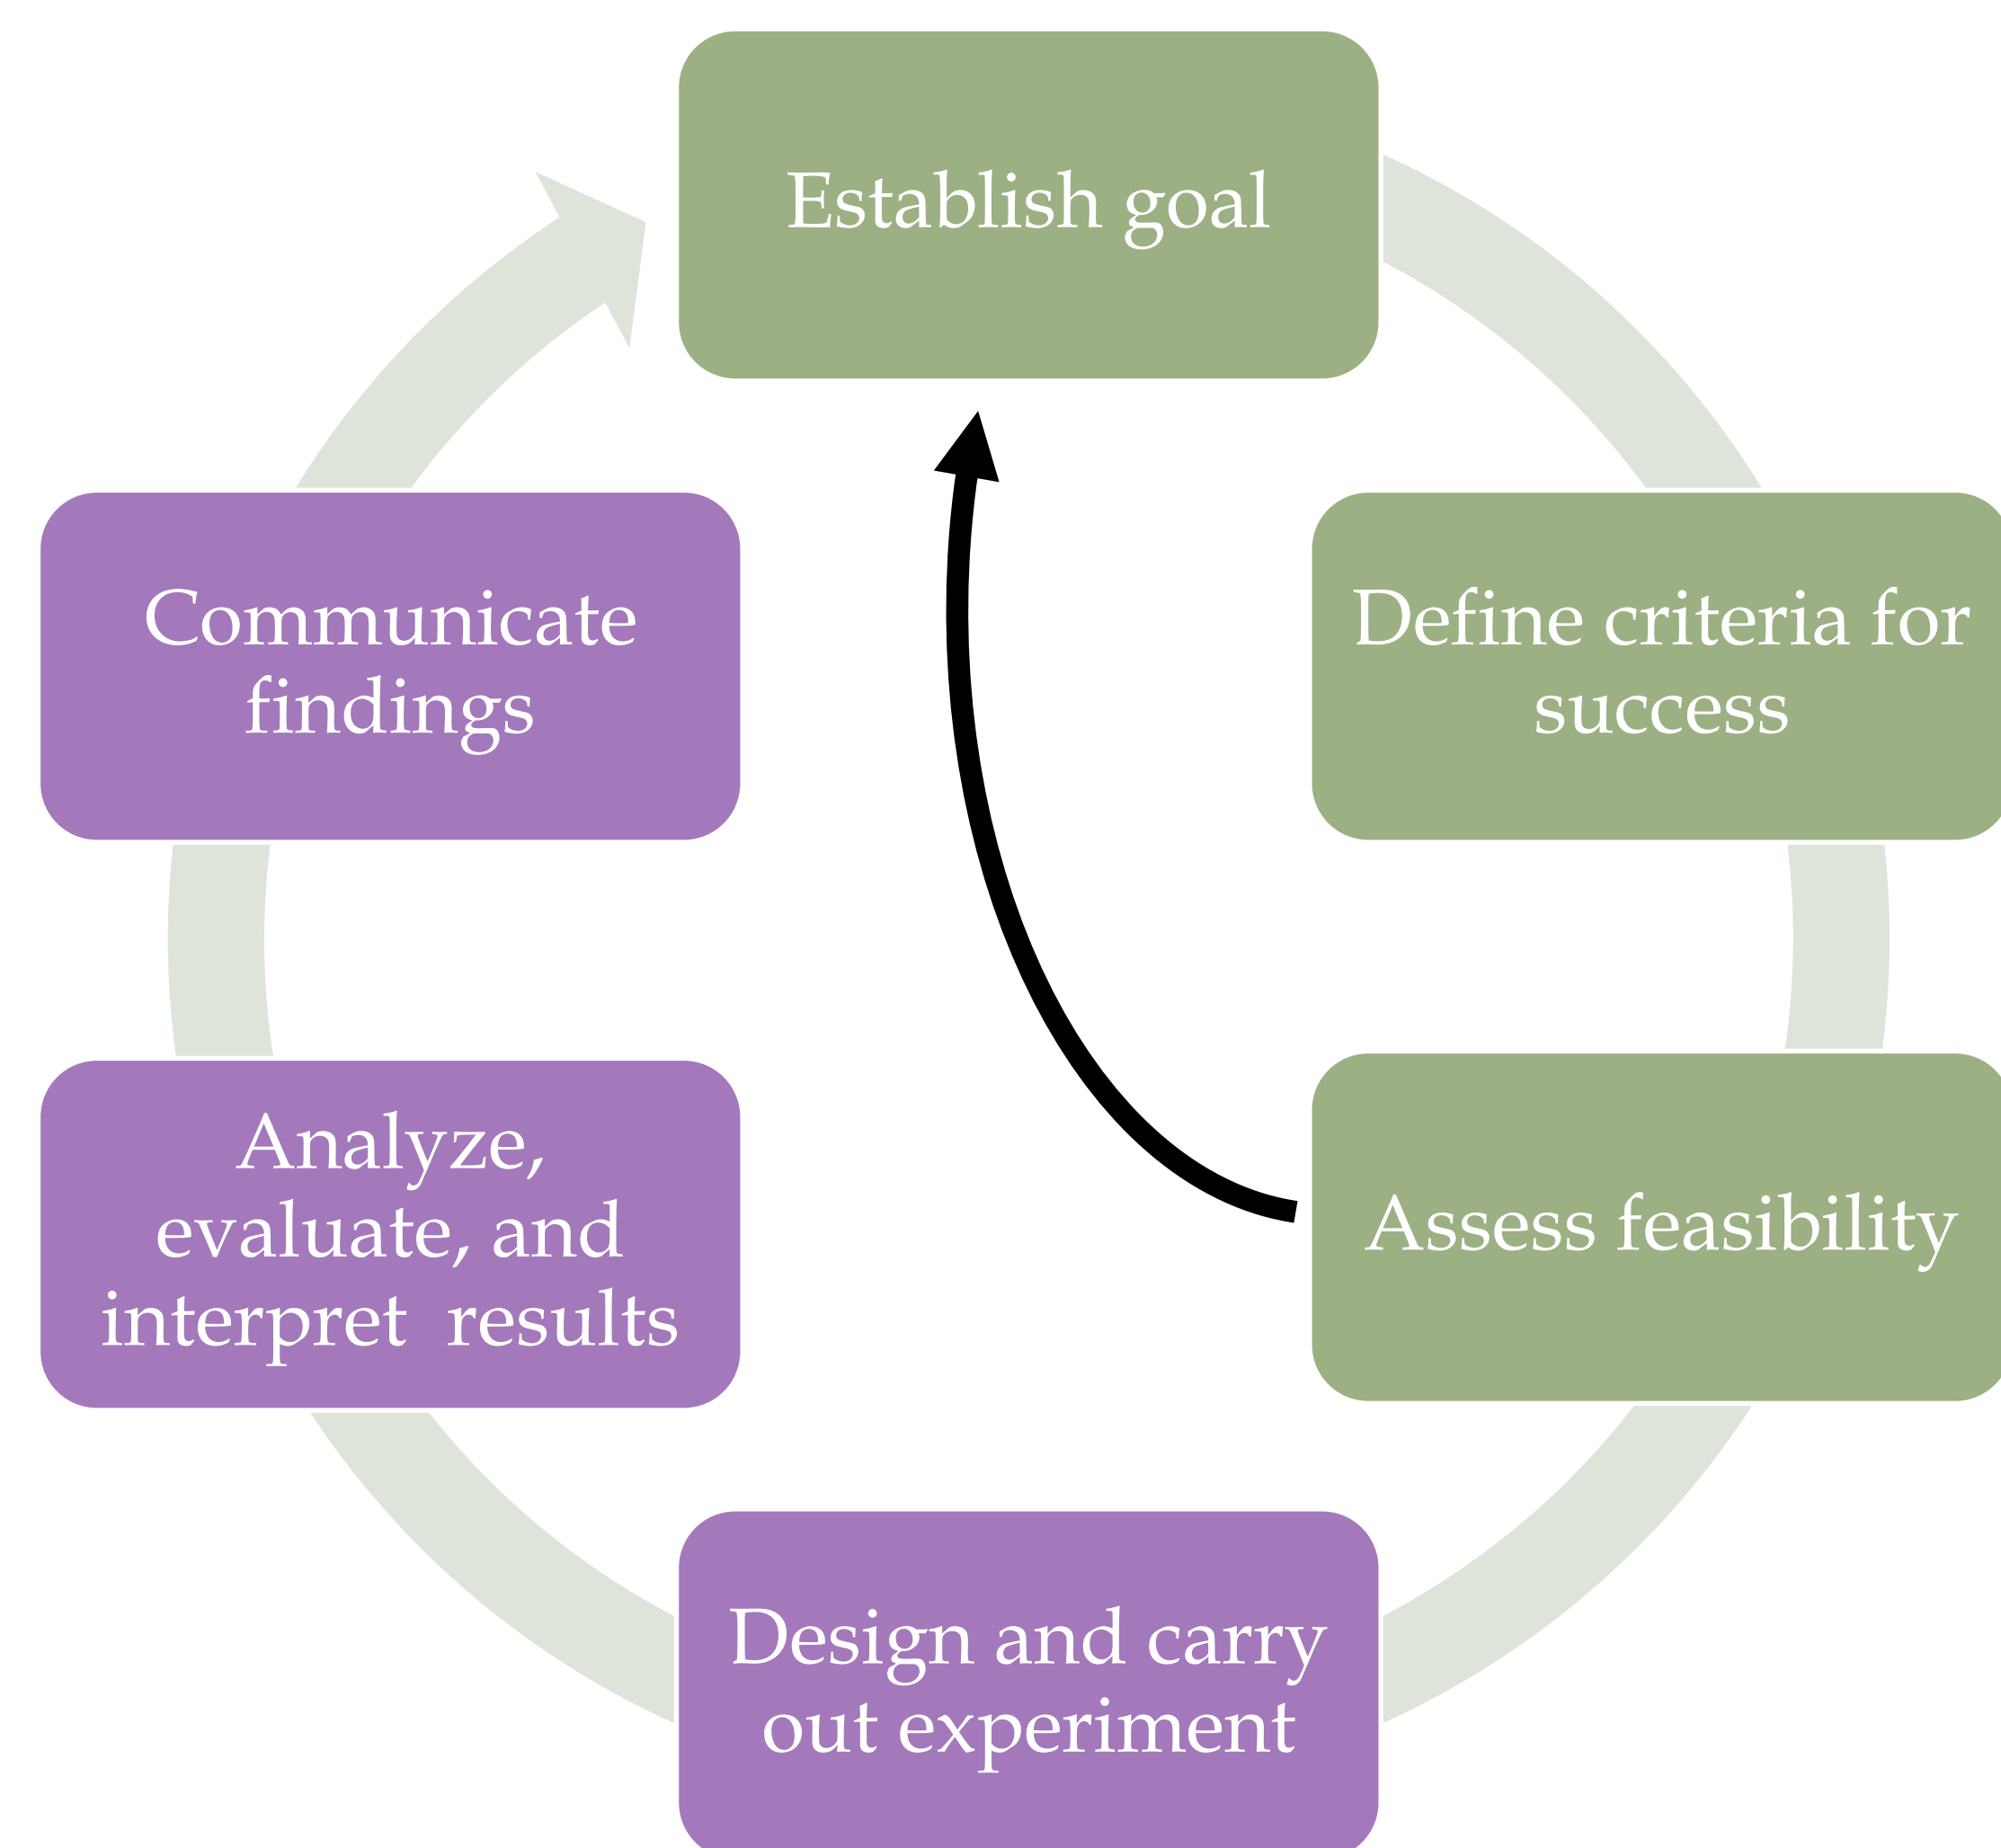 Establish goal
Define criteria for
success
Assess feasibility
Design and carry
out experiment
Analyze,
evaluate, and
interpret results
Communicate
findings